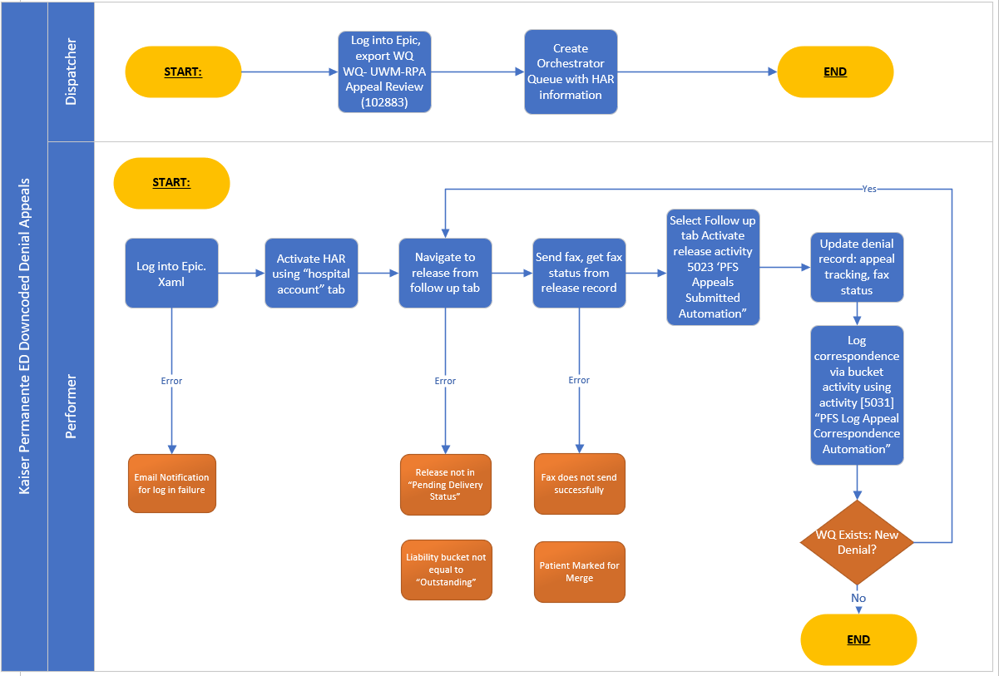 Kaiser Permanente ED Downcoded Denial Appeals
Dispatcher
START:
Log into Epic,
export WQ
WQ- UWM-RPA
Appeal Review
(102883)
Create
Orchestrator
Queue with HAR
information
END
Performer
START:
Yes
Log into Epic.
Xaml
Activate HAR
using “hospital
account” tab
Navigate to
release from
follow up tab
Send fax, get fax
status from
release record
Select Follow up
tab Activate
release activity
5023 ‘PFS
Appeals
Submitted
Automation”
Update denial
record: appeal
tracking, fax
status
Log
correspondence
via bucket
activity using
activity [5031]
“PFS Log Appeal
Correspondence
Automation”
Error
Error
Error
Email Notification
for log in failure
Release not in
“Pending Delivery
Status”
Fax does not send
successfully
Liability bucket not
equal to
“Outstanding”
Patient Marked for
Merge
WQ Exists: New
Denial?
No
END